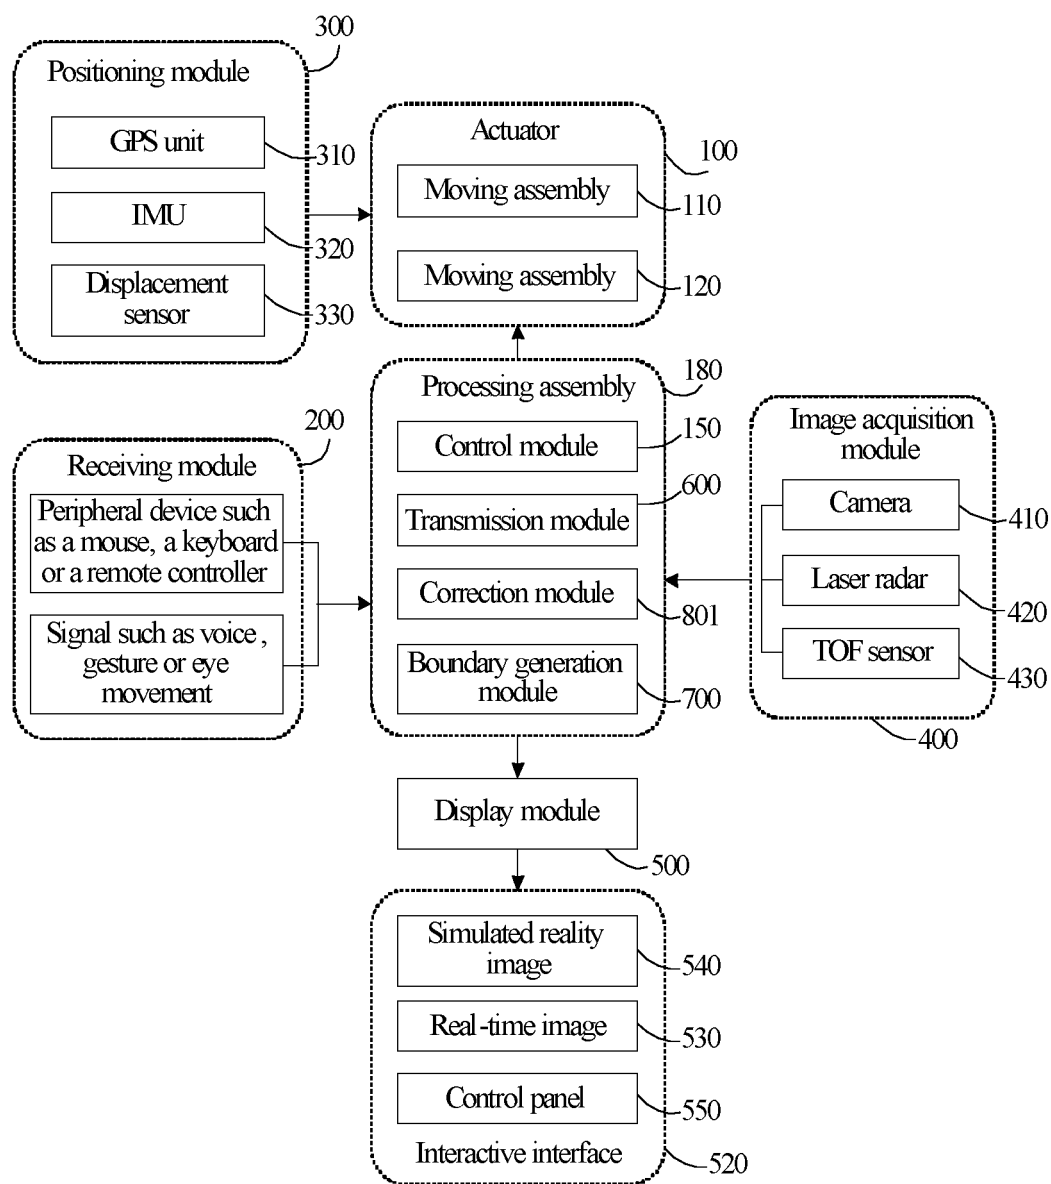 300
Positioning module
GPS unit
310
IMU
320
Displacement
sensor
330
Actuator
100
Moving assembly
110
Mowing assembly
120
Processing assembly
180
Control module
150
Transmission module
600
Correction module
801
Boundary generation
module
700
200
Receiving module
Peripheral device such
as a mouse, a keyboard
or a remote controller
Signal such as voice,
gesture or eye
movement
Image acquisition
module
Camera
410
Laser radar
420
TOF sensor
430
400
Display module
500
Simulated reality
image
540
Real-time image
530
Control panel
550
Interactive interface
520